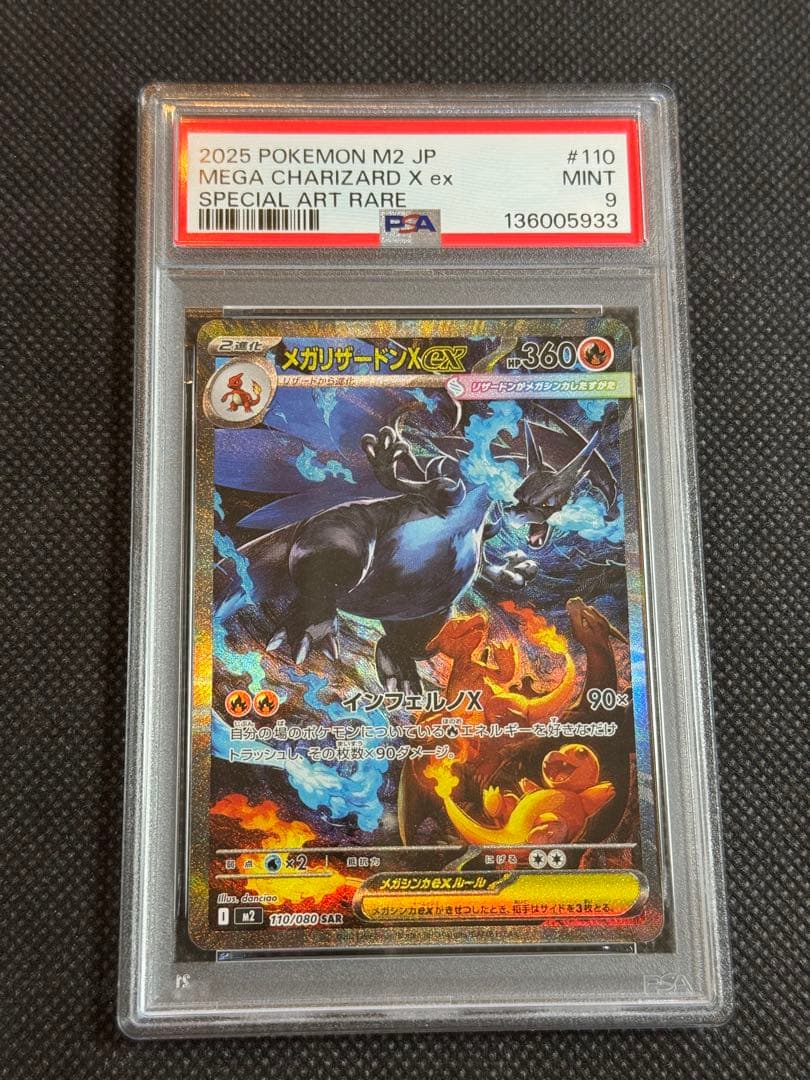 2025 POKEMON M2 JP #110
MEGA CHARIZARD X ex MINT
SPECIAL ART RARE 9
PSA 136005933
2進化 メガリザードンXex HP360
リザードから進化 リザードンがメガシンカしたすがた
インフェルノX 90×
自分の場のポケモンについている エネルギーを好きなだけ
トラッシュし、その枚数×90ダメージ。
弱点 ×2 抵抗力 にげる
メガシンカexルール
メガシンカexがきぜつしたとき、相手はサイドを3枚とる。
Illus. danciao
I M2 110/080 SAR
PSA